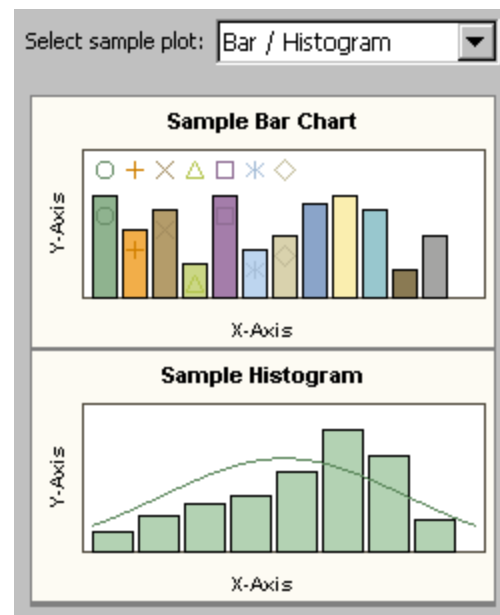 Select sample plot: Bar / Histogram
Sample Bar Chart
Y-Axis
X-Axis
Sample Histogram
Y-Axis
X-Axis